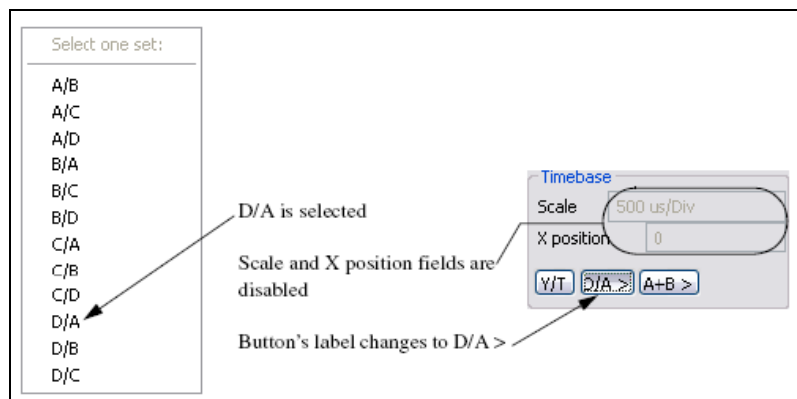 Select one set:
A/B
A/C
A/D
B/A
B/C
B/D
C/A
C/B
C/D
D/A
D/B
D/C
D/A is selected
Scale and X position fields are
disabled
Button's label changes to D/A >
Timebase
Scale 500 us/Div
X position 0
Y/T D/A > A+B >